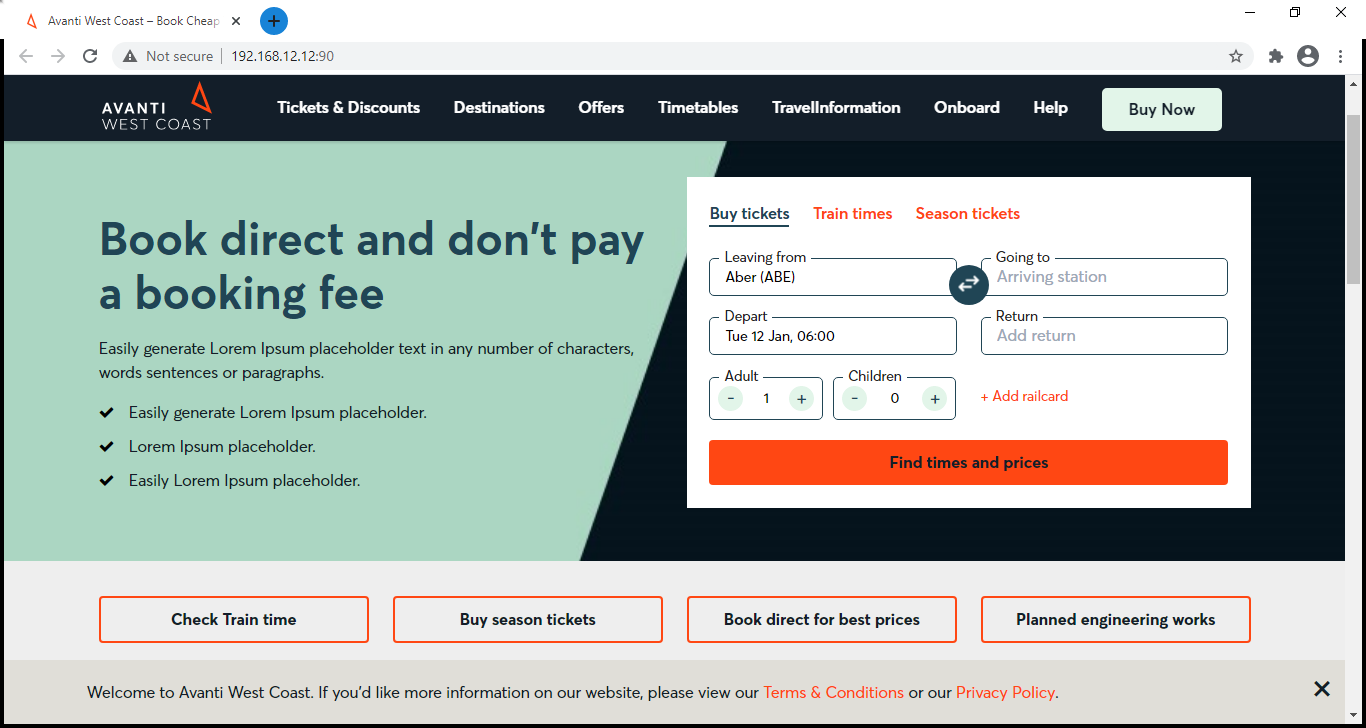 Avanti West Coast – Book Cheap
Not secure
192.168.12.12:90
AVANTI
WEST COAST
Tickets & Discounts
Destinations
Offers
Timetables
TravelInformation
Onboard
Help
Buy Now
Book direct and don't pay
a booking fee
Easily generate Lorem Ipsum placeholder text in any number of characters,
words sentences or paragraphs.
Easily generate Lorem Ipsum placeholder.
Lorem Ipsum placeholder.
Easily Lorem Ipsum placeholder.
Buy tickets
Train times
Season tickets
Leaving from
Aber (ABE)
Going to
Arriving station
Depart
Tue 12 Jan, 06:00
Return
Add return
Adult
- 1 +
Children
- 0 +
+ Add railcard
Find times and prices
Check Train time
Buy season tickets
Book direct for best prices
Planned engineering works
Welcome to Avanti West Coast. If you'd like more information on our website, please view our Terms & Conditions or our Privacy Policy.